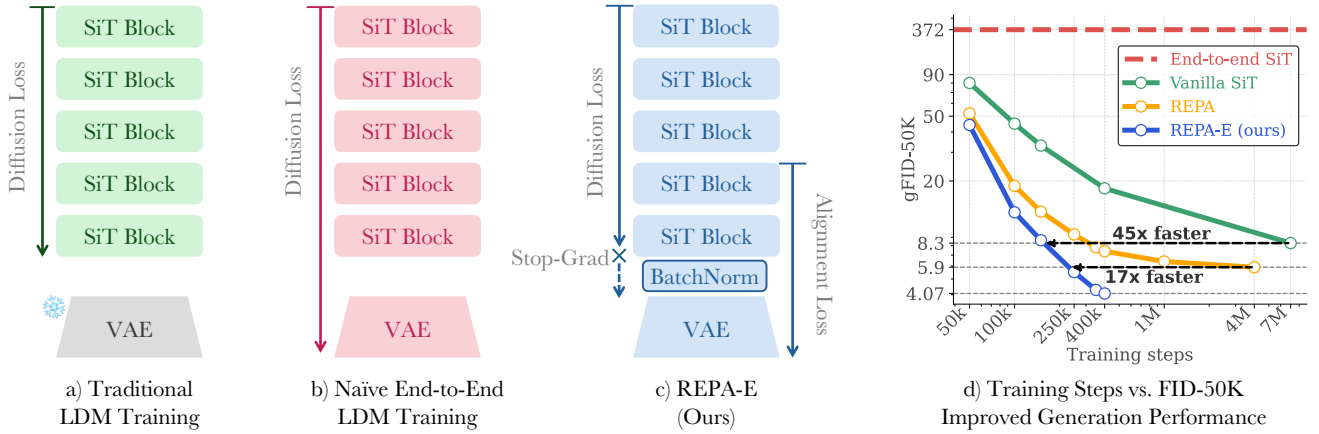 Diffusion Loss
SiT Block
SiT Block
SiT Block
SiT Block
SiT Block
VAE
a) Traditional
LDM Training
Diffusion Loss
SiT Block
SiT Block
SiT Block
SiT Block
SiT Block
VAE
b) Naïve End-to-End
LDM Training
Diffusion Loss
SiT Block
SiT Block
SiT Block
SiT Block
SiT Block
Stop-Grad
BatchNorm
VAE
Alignment Loss
c) REPA-E
(Ours)
gFID-50K
372
90
50
20
8.3
5.9
4.07
End-to-end SiT
Vanilla SiT
REPA
REPA-E (ours)
45x faster
17x faster
50k
100k
250k
400k
1M
4M
7M
Training steps
d) Training Steps vs. FID-50K
Improved Generation Performance